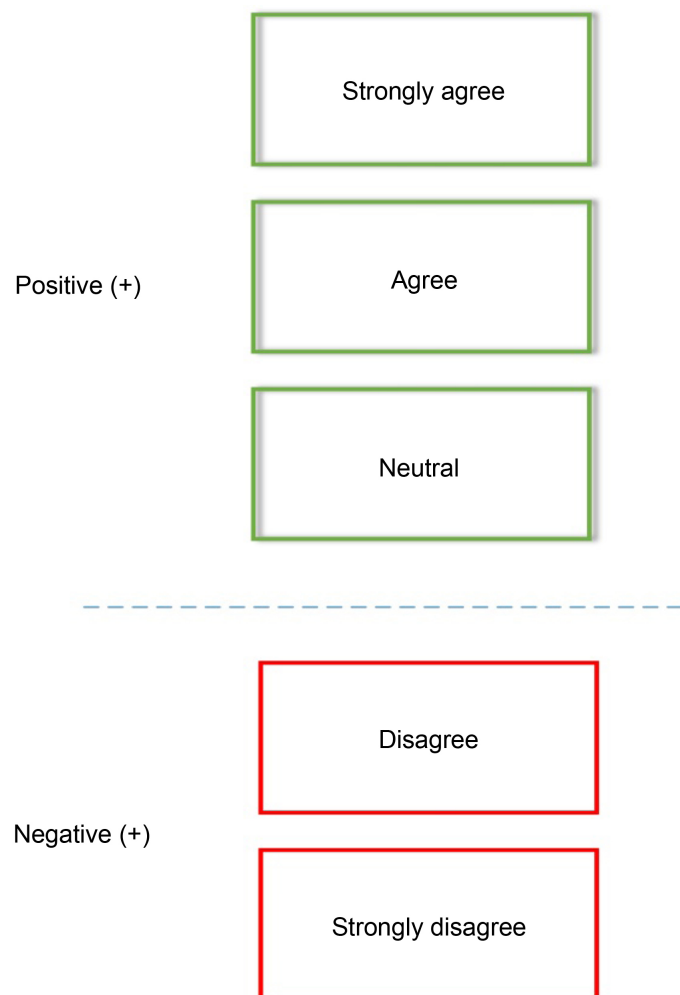 Strongly agree
Positive (+)
Agree
Neutral
Disagree
Negative (+)
Strongly disagree